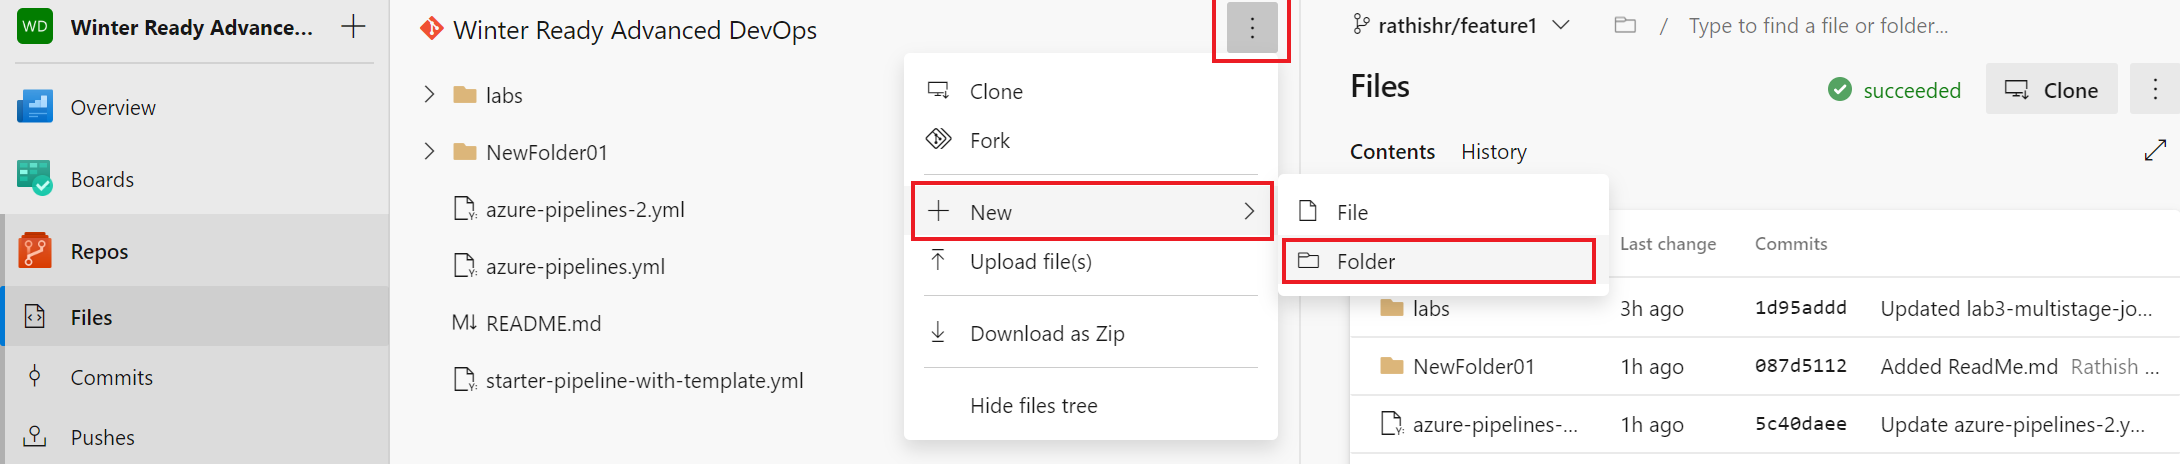 WD Winter Ready Advance...
Overview
Boards
Repos
Files
Commits
Pushes
Winter Ready Advanced DevOps
labs
NewFolder01
azure-pipelines-2.yml
azure-pipelines.yml
README.md
starter-pipeline-with-template.yml
Clone
Fork
New
Upload file(s)
Download as Zip
Hide files tree
File
Folder
rathishr/feature1 / Type to find a file or folder...
Files succeeded Clone
Contents History
Last change Commits
labs 3h ago 1d95addd Updated lab3-multistage-jo...
NewFolder01 1h ago 087d5112 Added ReadMe.md Rathish ...
azure-pipelines-... 1h ago 5c40daee Update azure-pipelines-2.y...